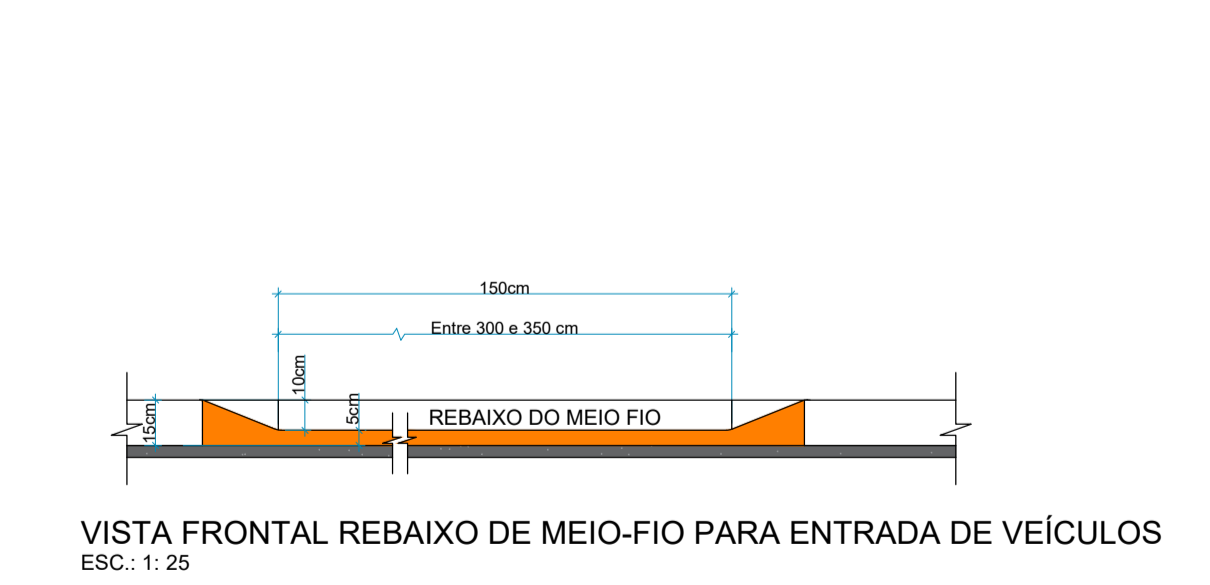 150cm
Entre 300 e 350 cm
10cm
5cm
15cm
REBAIXO DO MEIO FIO
VISTA FRONTAL REBAIXO DE MEIO-FIO PARA ENTRADA DE VEÍCULOS
ESC.: 1: 25